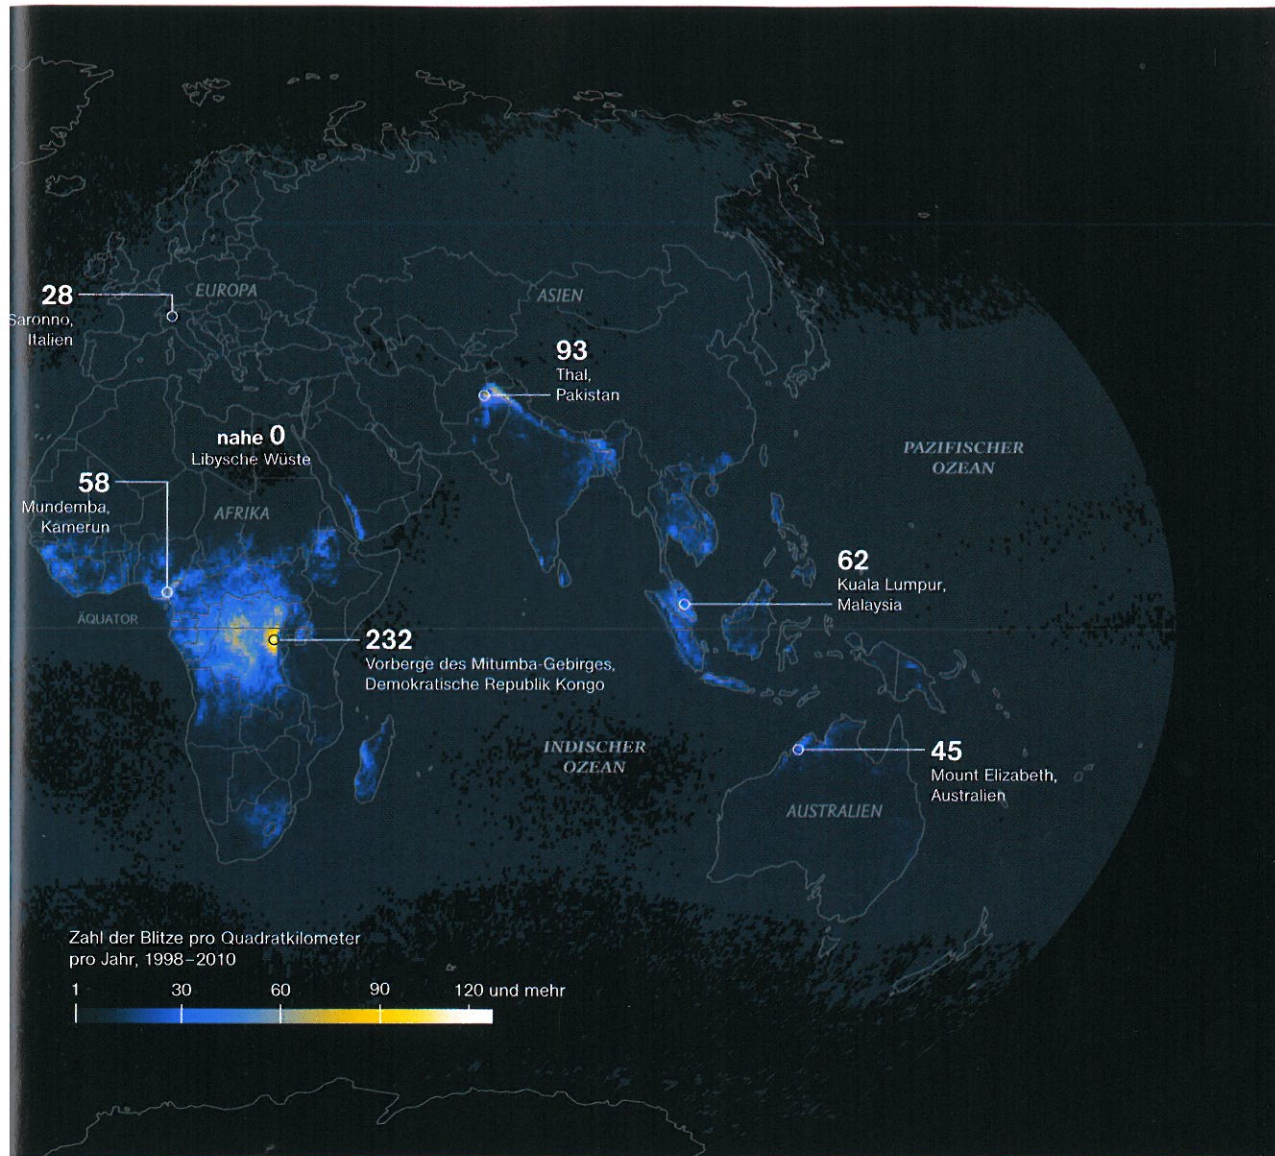 EUROPA
ASIEN
28
Saronno,
Italien
93
Thal,
Pakistan
nahe 0
Libysche Wüste
PAZIFISCHER
OZEAN
58
Mundemba,
Kamerun
AFRIKA
62
Kuala Lumpur,
Malaysia
ÄQUATOR
232
Vorberge des Mitumba-Gebirges,
Demokratische Republik Kongo
INDISCHER
OZEAN
45
Mount Elizabeth,
Australien
AUSTRALIEN
Zahl der Blitze pro Quadratkilometer
pro Jahr, 1998–2010
1 30 60 90 120 und mehr